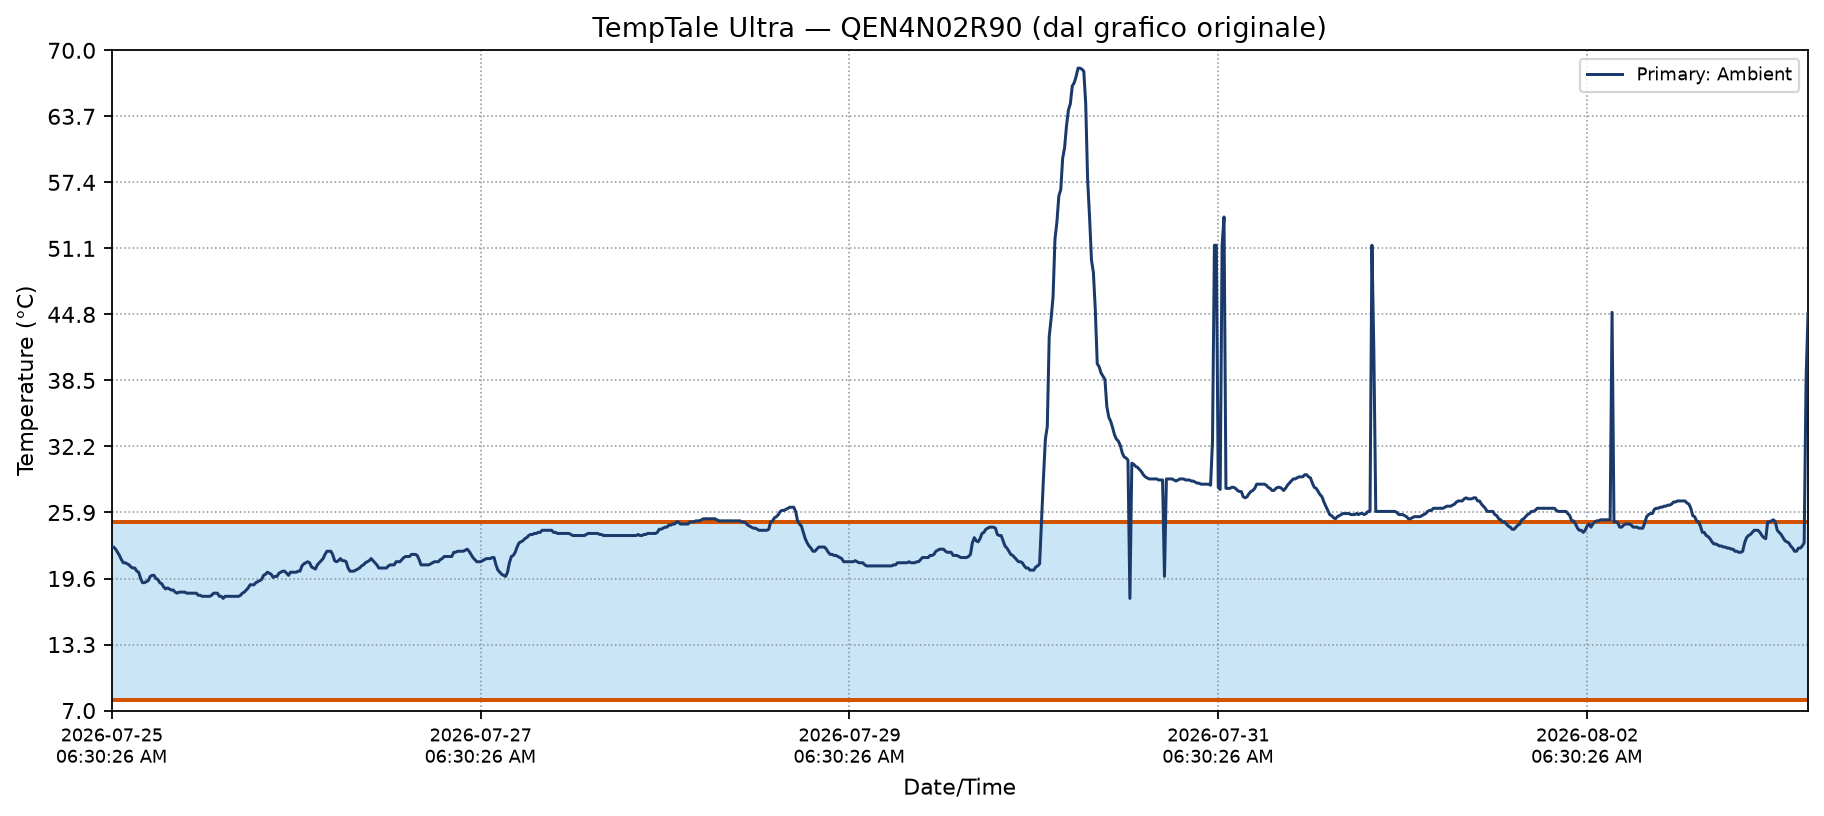 TempTale Ultra — QEN4N02R90 (dal grafico originale)
70.0
63.7
57.4
51.1
44.8
38.5
32.2
25.9
19.6
13.3
7.0
Temperature (°C)
Primary: Ambient
2026-07-25
06:30:26 AM
2026-07-27
06:30:26 AM
2026-07-29
06:30:26 AM
2026-07-31
06:30:26 AM
2026-08-02
06:30:26 AM
Date/Time